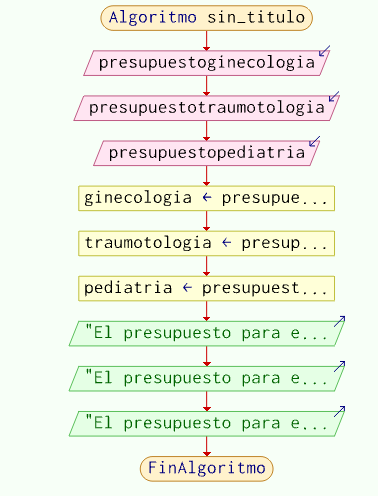 Algoritmo sin_titulo
presupuestoginecologia
presupuestotraumotologia
presupuestopediatria
ginecologia ← presupue...
traumotologia ← presup...
pediatria ← presupuest...
"El presupuesto para e...
"El presupuesto para e...
"El presupuesto para e...
FinAlgoritmo